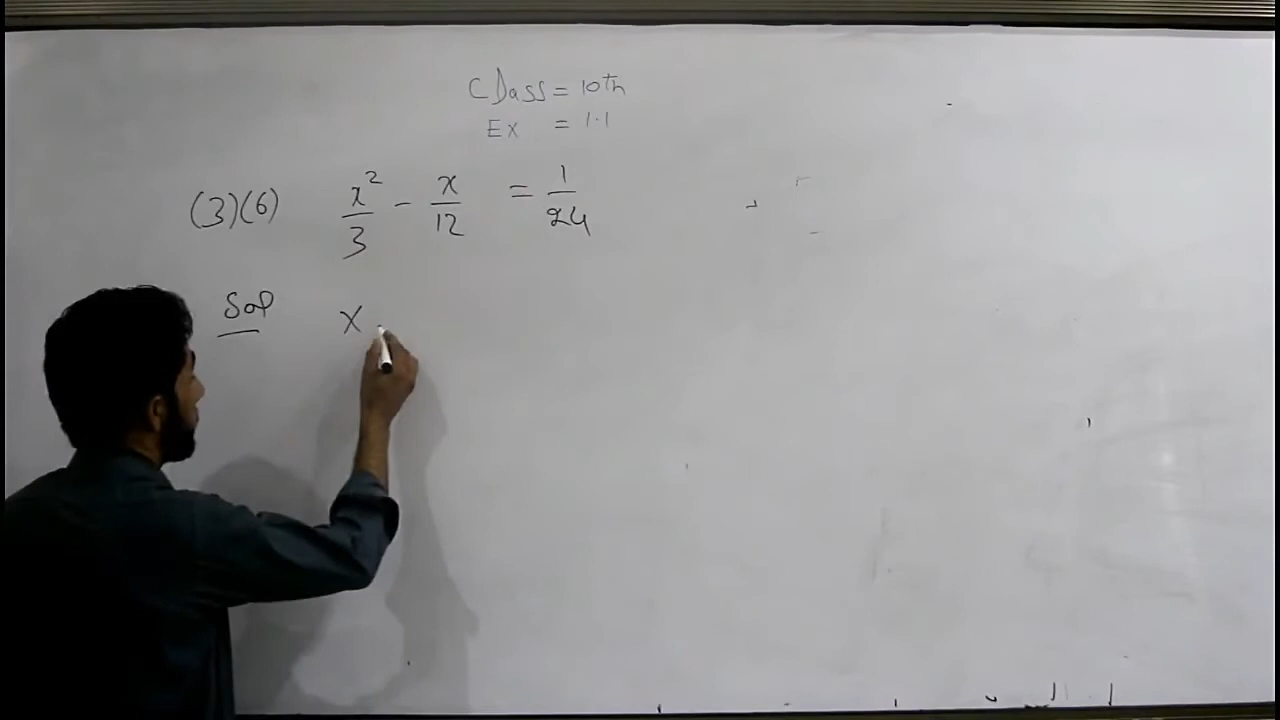 Class = 10th
Ex = 1.1
(3)(6) x²/3 - x/12 = 1/24
Sol x